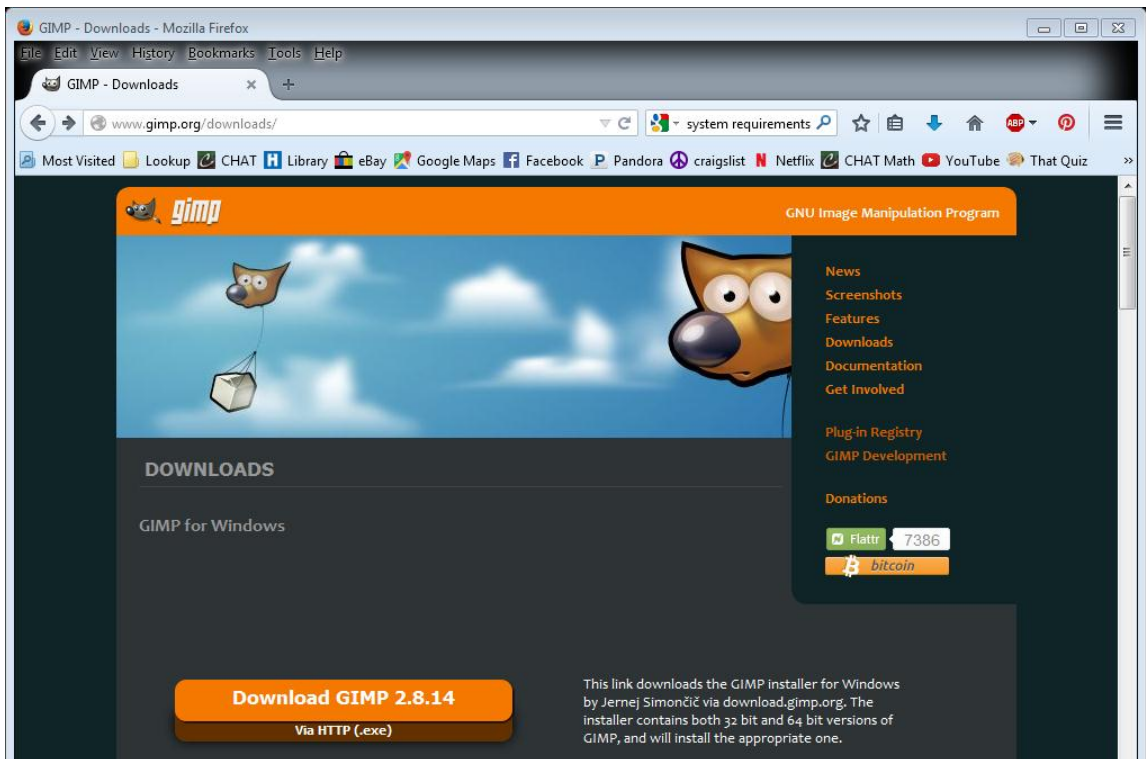 GIMP - Downloads - Mozilla Firefox
File Edit View History Bookmarks Tools Help
GIMP - Downloads
www.gimp.org/downloads/ system requirements ABP
Most Visited Lookup CHAT H Library eBay Google Maps Facebook Pandora craigslist N Netflix CHAT Math YouTube That Quiz »
gimp GNU Image Manipulation Program
News
Screenshots
Features
Downloads
Documentation
Get Involved
Plug-in Registry
GIMP Development
Donations
Flattr 7386
bitcoin
DOWNLOADS
GIMP for Windows
Download GIMP 2.8.14
Via HTTP (.exe)
This link downloads the GIMP installer for Windows
by Jernej Simončič via download.gimp.org. The
installer contains both 32 bit and 64 bit versions of
GIMP, and will install the appropriate one.